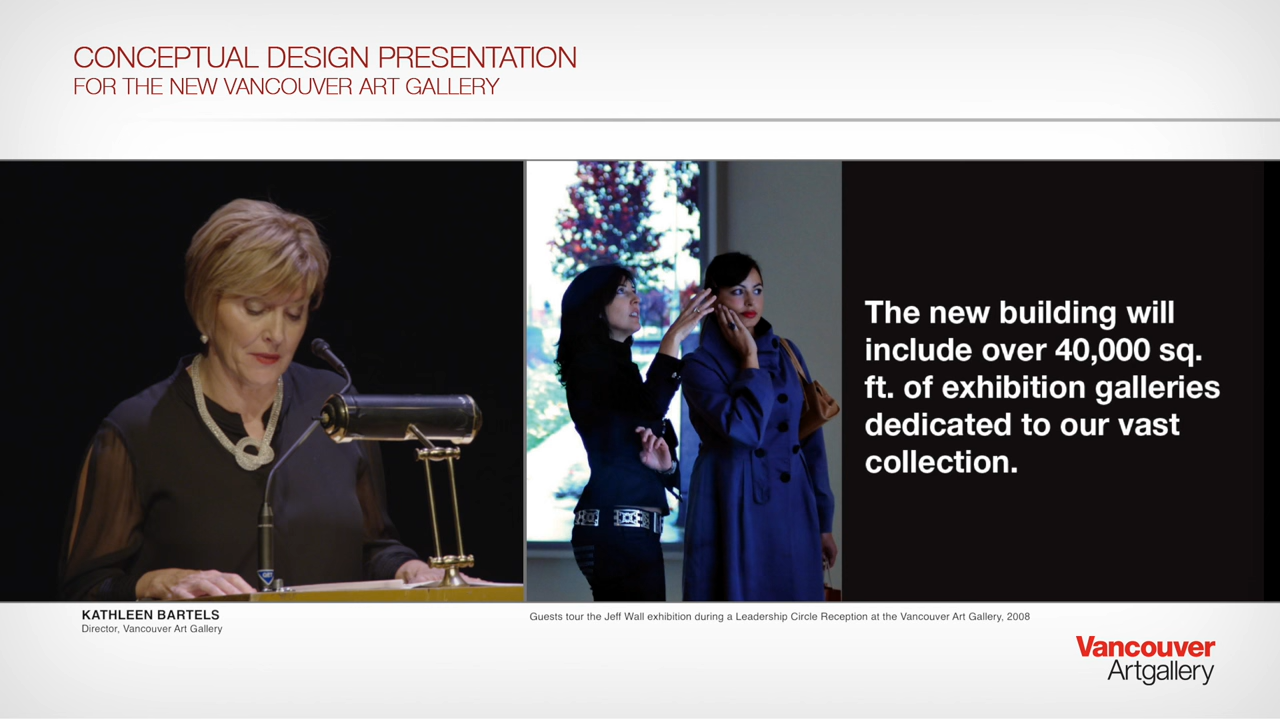 CONCEPTUAL DESIGN PRESENTATION
FOR THE NEW VANCOUVER ART GALLERY
The new building will
include over 40,000 sq.
ft. of exhibition galleries
dedicated to our vast
collection.
KATHLEEN BARTELS
Director, Vancouver Art Gallery
Guests tour the Jeff Wall exhibition during a Leadership Circle Reception at the Vancouver Art Gallery, 2008
Vancouver
Artgallery